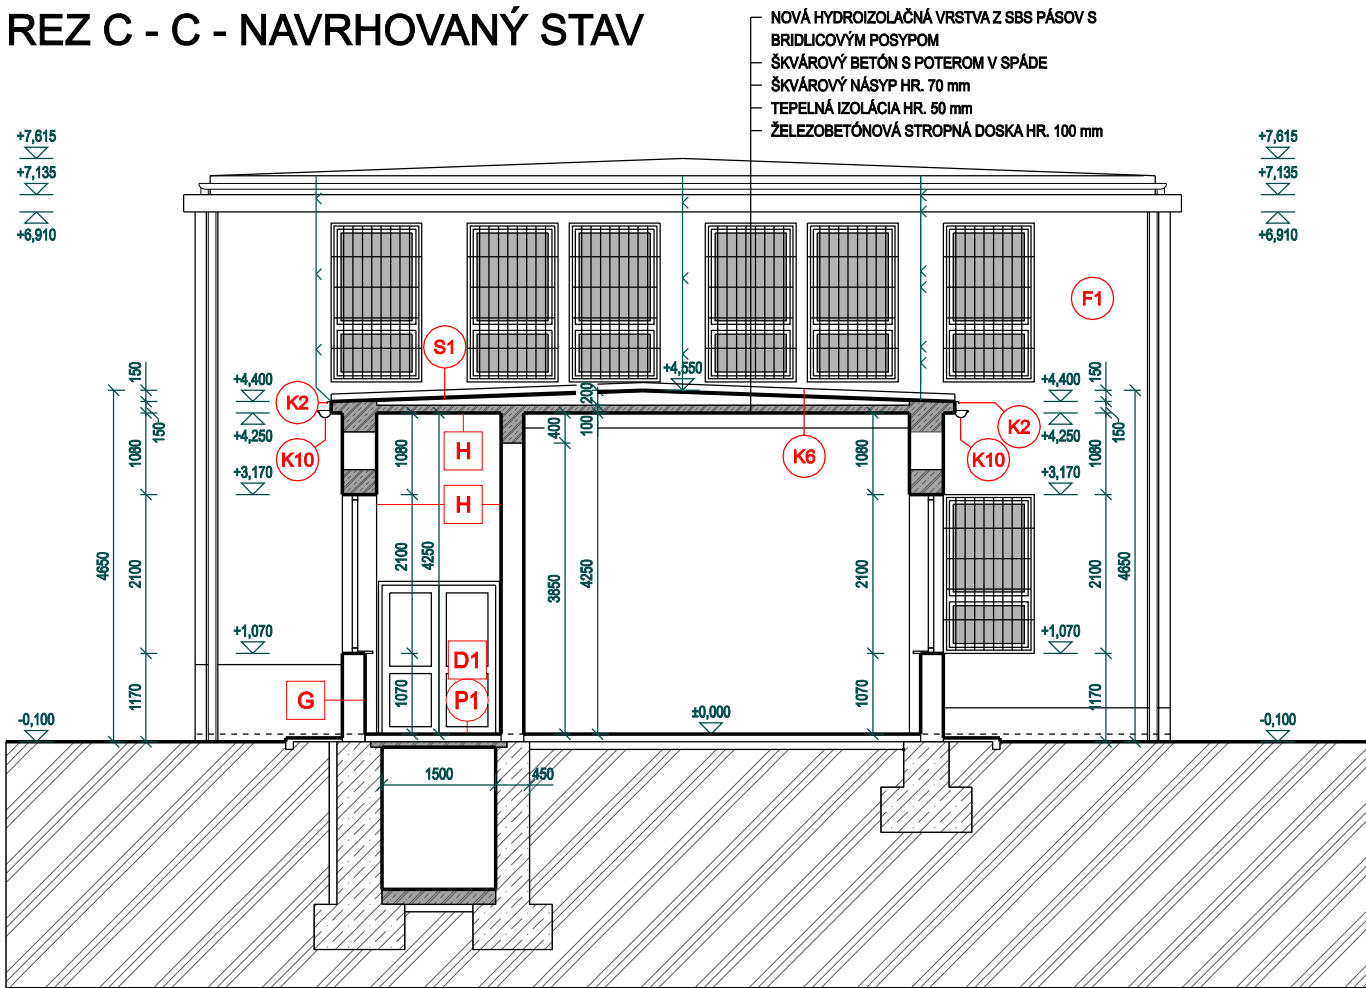 REZ C - C - NAVRHOVANÝ STAV
NOVÁ HYDROIZOLAČNÁ VRSTVA Z SBS PÁSOV S
BRIDLICOVÝM POSYPOM
ŠKVÁROVÝ BETÓN S POTEROM V SPÁDE
ŠKVÁROVÝ NÁSYP HR. 70 mm
TEPELNÁ IZOLÁCIA HR. 50 mm
ŽELEZOBETÓNOVÁ STROPNÁ DOSKA HR. 100 mm
+7,615
+7,135
+6,910
+7,615
+7,135
+6,910
F1
S1
+4,550
150
+4,400
K2
200
150
+4,250
K10
1080
+3,170
H
H
1080
400
100
K6
1080
+4,400
K2
150
+4,250
150
K10
1080
+3,170
4650
2100
2100
4250
3850
4250
2100
2100
4650
+1,070
+1,070
D1
P1
G
1170
1070
1070
1170
±0,000
-0,100
-0,100
1500
450